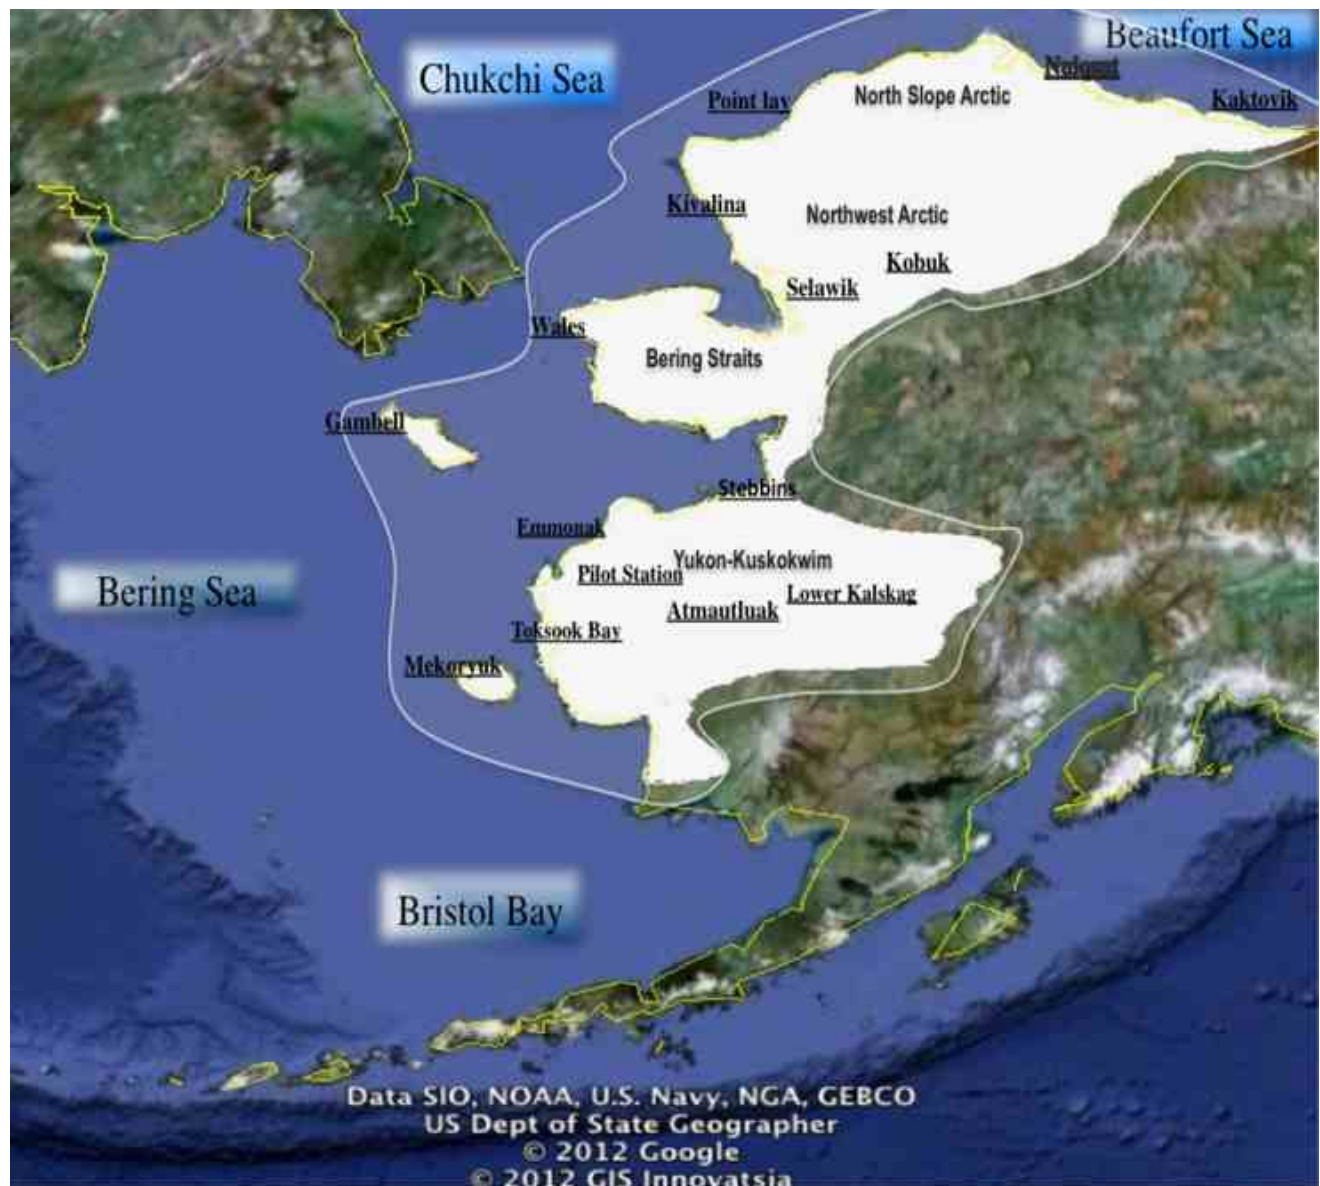 Beaufort Sea
Chukchi Sea
Nuiqsut
Point lay
North Slope Arctic
Kaktovik
Kivalina
Northwest Arctic
Kobuk
Selawik
Wales
Bering Straits
Gambell
Stebbins
Emmonak
Yukon-Kuskokwim
Pilot Station
Lower Kalskag
Atmautluak
Bering Sea
Toksook Bay
Mekoryuk
Bristol Bay
Data SIO, NOAA, U.S. Navy, NGA, GEBCO
US Dept of State Geographer
© 2012 Google
© 2012 GIS Innovatsia